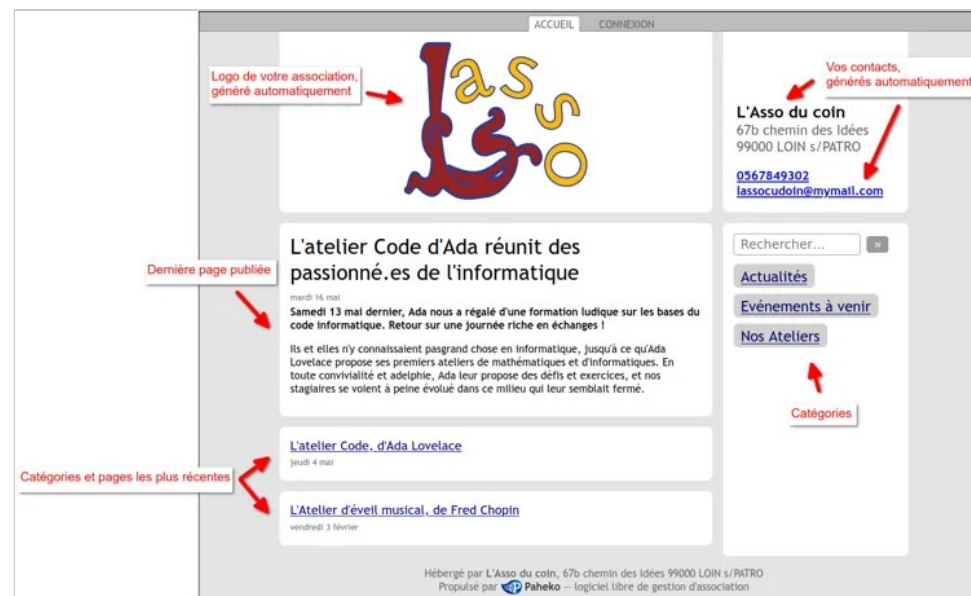 ACCUEIL CONNEXION
Logo de votre association,
généré automatiquement
lasso
Vos contacts,
générés automatiquement
L'Asso du coin
67b chemin des Idées
99000 LOIN s/PATRO
0567849302
lassocudoin@mymail.com
Dernière page publiée
L'atelier Code d'Ada réunit des
passionné.es de l'informatique
mardi 16 mai
Samedi 13 mai dernier, Ada nous a régalé d'une formation ludique sur les bases du
code informatique. Retour sur une journée riche en échanges !
Ils et elles n'y connaissaient pasgrand chose en informatique, jusqu'à ce qu'Ada
Lovelace propose ses premiers ateliers de mathématiques et d'informatiques. En
toute convivialité et adelphie, Ada leur propose des défis et exercices, et nos
stagiaires se voient à peine évolué dans ce milieu qui leur semblait fermé.
Rechercher... »
Actualités
Evénements à venir
Nos Ateliers
Catégories
Catégories et pages les plus récentes
L'atelier Code, d'Ada Lovelace
jeudi 4 mai
L'Atelier d'éveil musical, de Fred Chopin
vendredi 3 février
Hébergé par L'Asso du coin, 67b chemin des Idées 99000 LOIN s/PATRO
Propulsé par Paheko — logiciel libre de gestion d'association